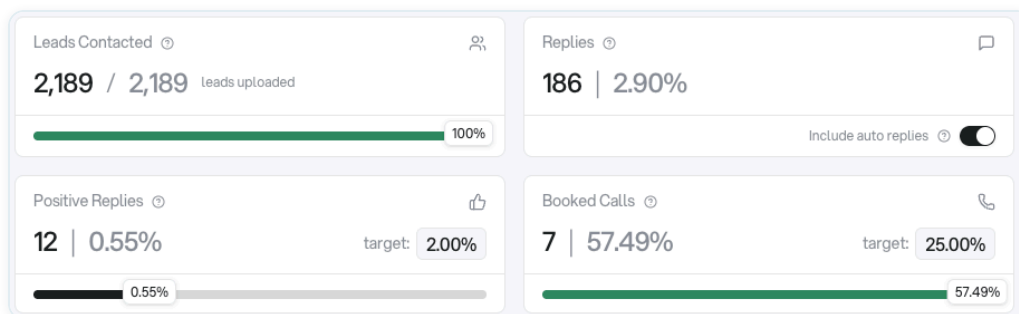 Leads Contacted
2,189 / 2,189 leads uploaded
100%
Replies
186 | 2.90%
Include auto replies
Positive Replies
12 | 0.55% target: 2.00%
0.55%
Booked Calls
7 | 57.49% target: 25.00%
57.49%